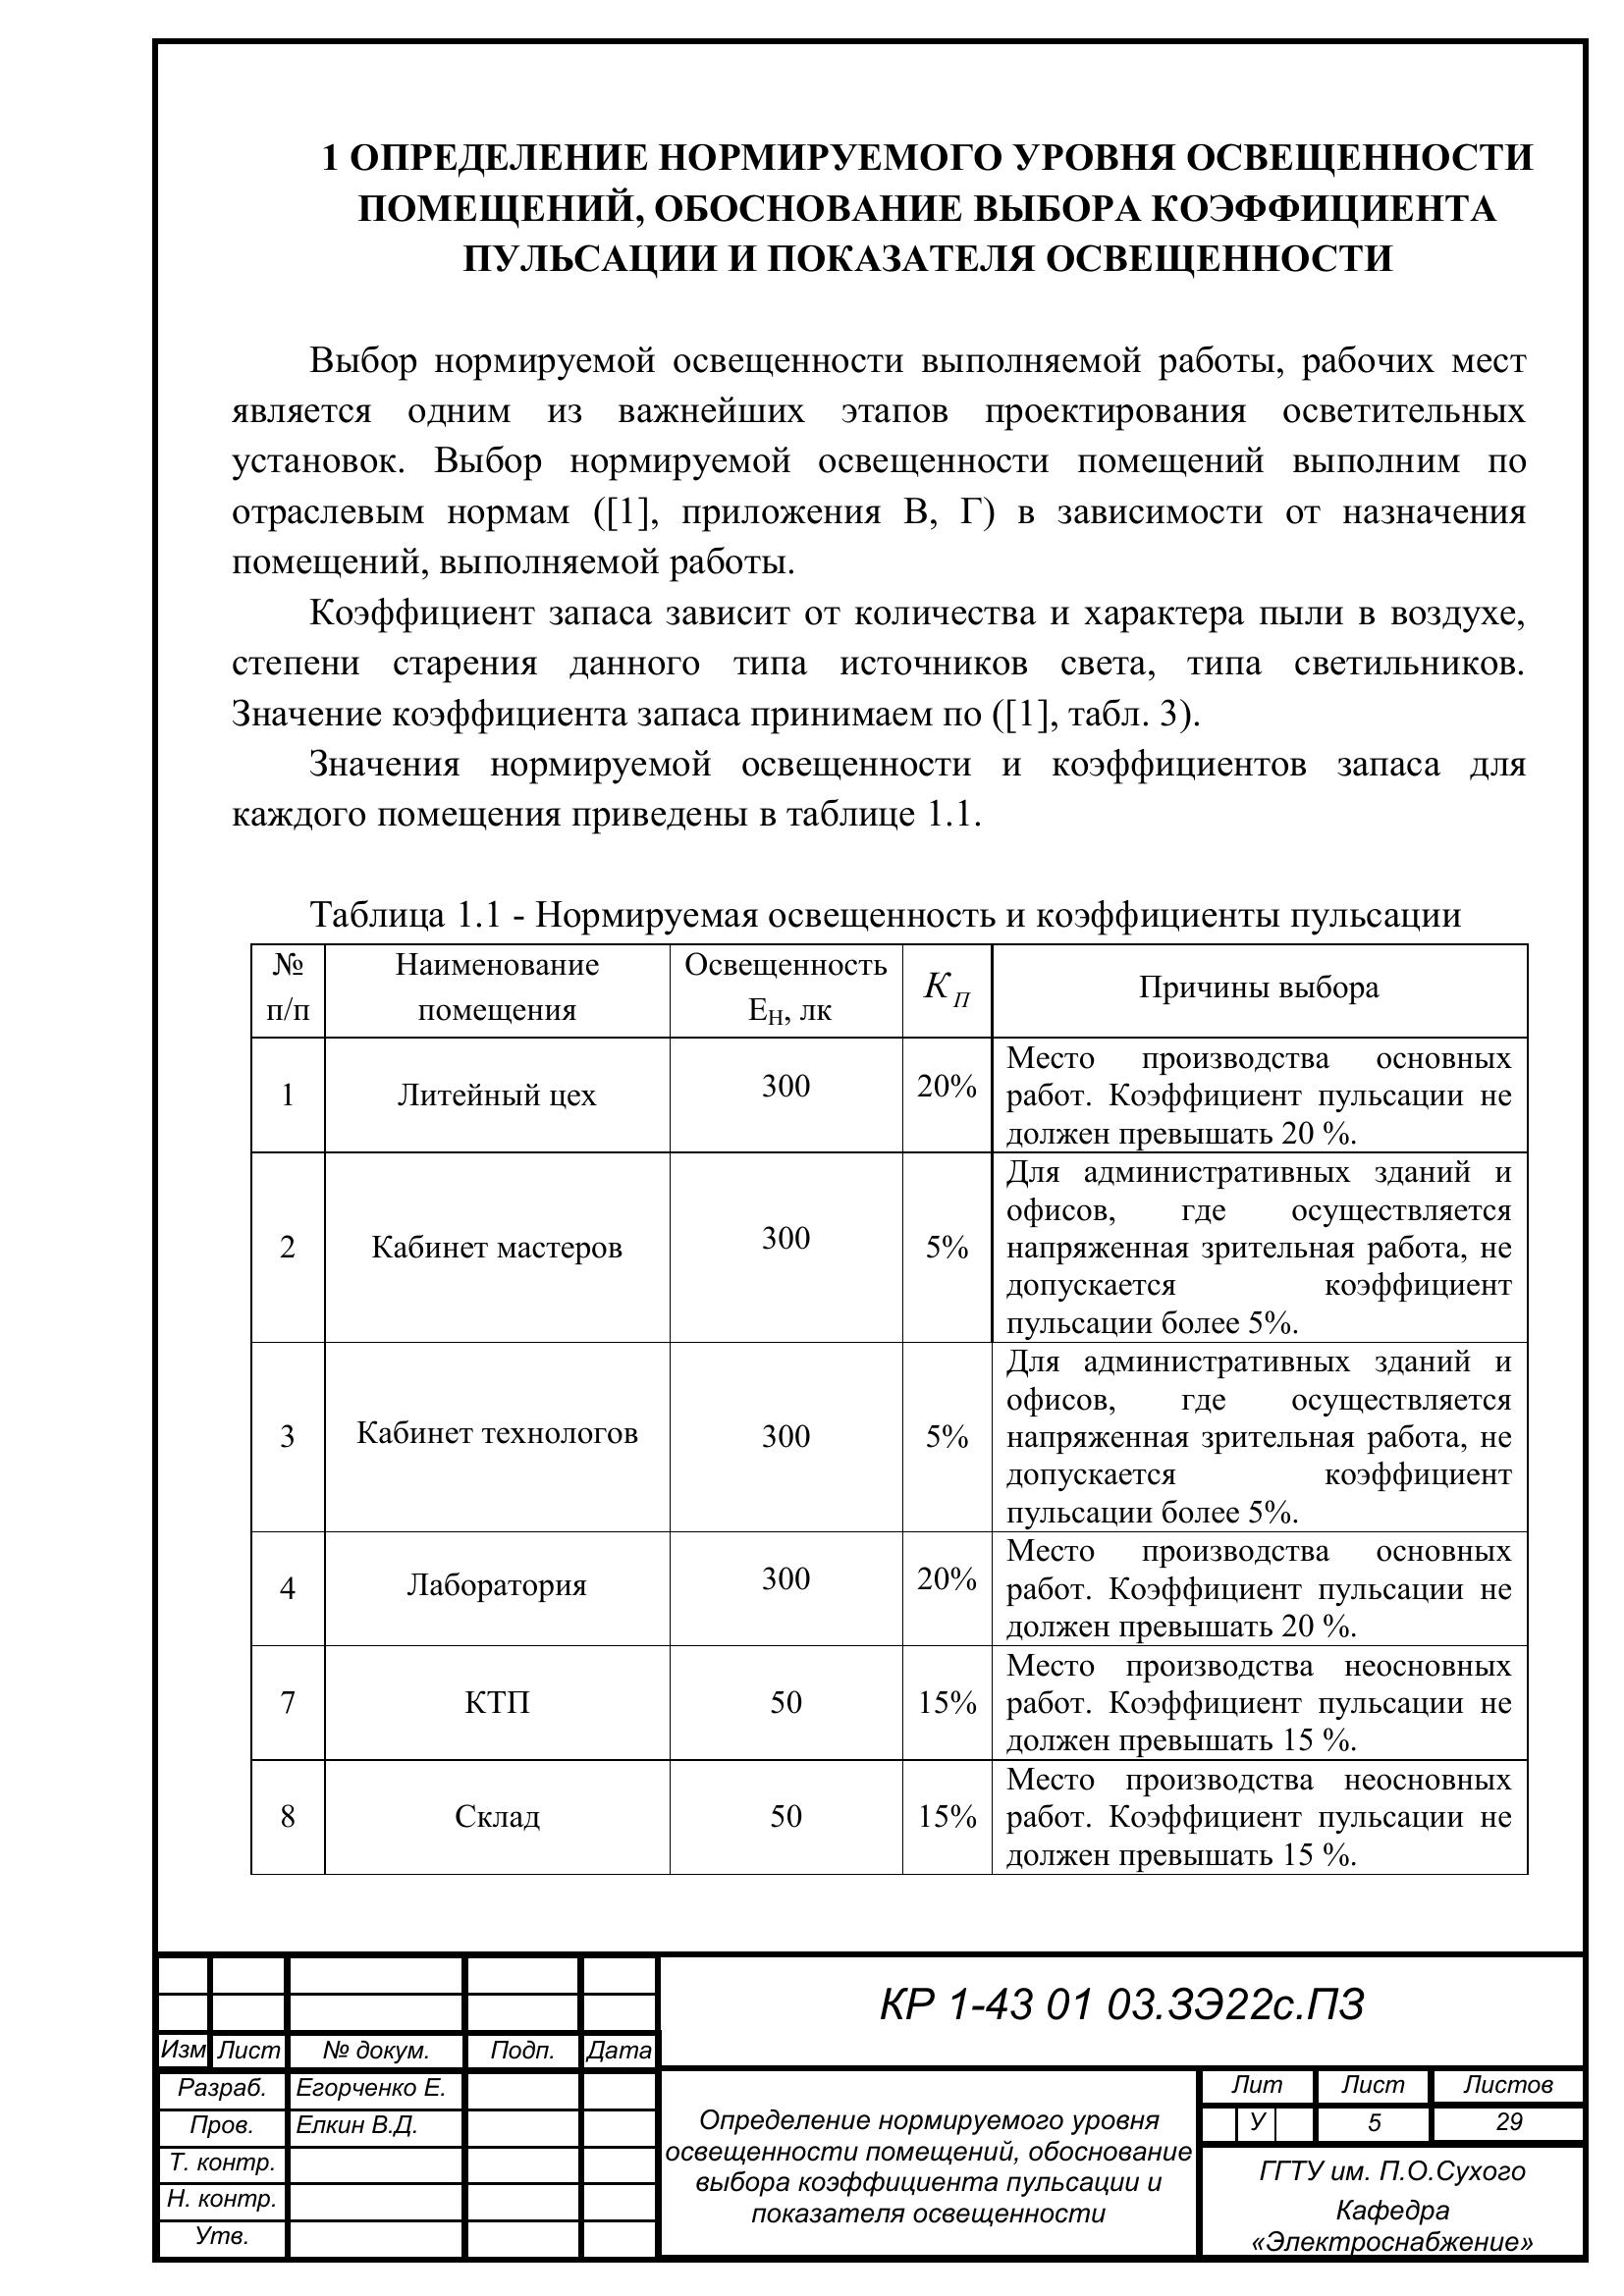 1 ОПРЕДЕЛЕНИЕ НОРМИРУЕМОГО УРОВНЯ ОСВЕЩЕННОСТИ
ПОМЕЩЕНИЙ, ОБОСНОВАНИЕ ВЫБОРА КОЭФФИЦИЕНТА
ПУЛЬСАЦИИ И ПОКАЗАТЕЛЯ ОСВЕЩЕННОСТИ
Выбор нормируемой освещенности выполняемой работы, рабочих мест
является одним из важнейших этапов проектирования осветительных
установок. Выбор нормируемой освещенности помещений выполним по
отраслевым нормам ([1], приложения В, Г) в зависимости от назначения
помещений, выполняемой работы.
Коэффициент запаса зависит от количества и характера пыли в воздухе,
степени старения данного типа источников света, типа светильников.
Значение коэффициента запаса принимаем по ([1], табл. 3).
Значения нормируемой освещенности и коэффициентов запаса для
каждого помещения приведены в таблице 1.1.
Таблица 1.1 - Нормируемая освещенность и коэффициенты пульсации
№
п/п
Наименование
помещения
Освещенность
Ен, лк
К П
Причины выбора
1
Литейный цех
300
20%
Место производства основных
работ. Коэффициент пульсации не
должен превышать 20 %.
2
Кабинет мастеров
300
5%
Для административных зданий и
офисов, где осуществляется
напряженная зрительная работа, не
допускается коэффициент
пульсации более 5%.
3
Кабинет технологов
300
5%
Для административных зданий и
офисов, где осуществляется
напряженная зрительная работа, не
допускается коэффициент
пульсации более 5%.
4
Лаборатория
300
20%
Место производства основных
работ. Коэффициент пульсации не
должен превышать 20 %.
7
КТП
50
15%
Место производства неосновных
работ. Коэффициент пульсации не
должен превышать 15 %.
8
Склад
50
15%
Место производства неосновных
работ. Коэффициент пульсации не
должен превышать 15 %.
КР 1-43 01 03.ЗЭ22с.ПЗ
Изм Лист № докум. Подп. Дата
Разраб. Егорченко Е.
Пров. Елкин В.Д.
Т. контр.
Н. контр.
Утв.
Определение нормируемого уровня
освещенности помещений, обоснование
выбора коэффициента пульсации и
показателя освещенности
Лит Лист Листов
У 5 29
ГГТУ им. П.О.Сухого
Кафедра
«Электроснабжение»